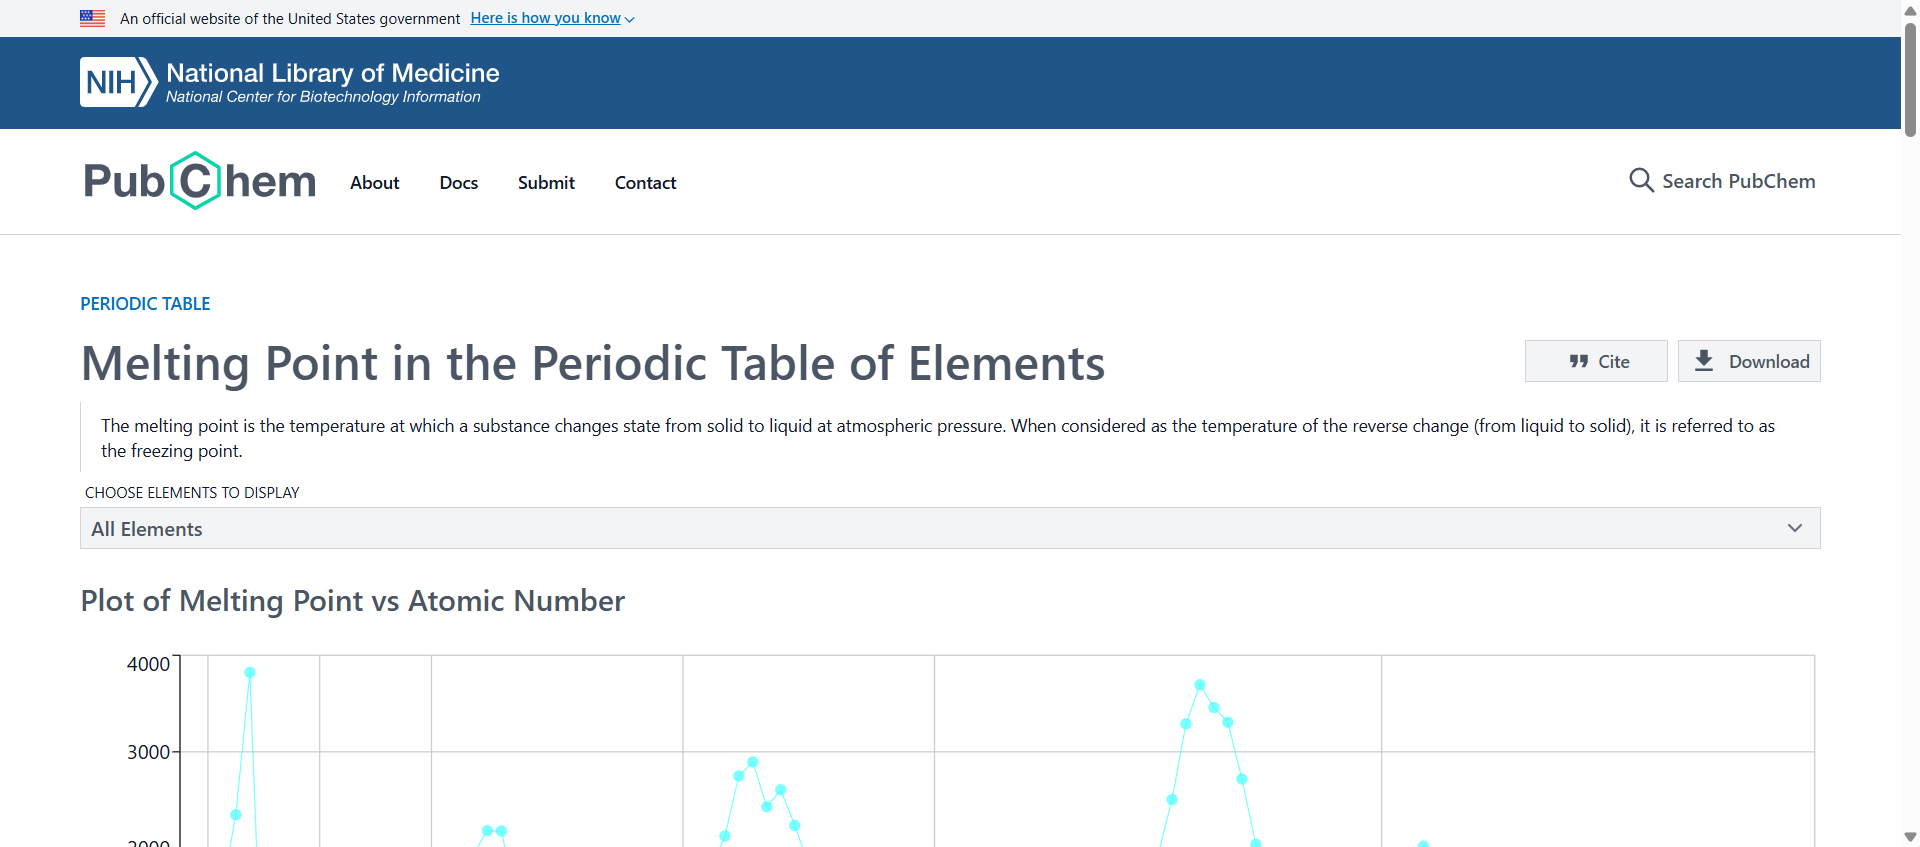 An official website of the United States government Here is how you know
NIH National Library of Medicine
National Center for Biotechnology Information
PubChem About Docs Submit Contact Search PubChem
PERIODIC TABLE
Melting Point in the Periodic Table of Elements
Cite Download
The melting point is the temperature at which a substance changes state from solid to liquid at atmospheric pressure. When considered as the temperature of the reverse change (from liquid to solid), it is referred to as
the freezing point.
CHOOSE ELEMENTS TO DISPLAY
All Elements
Plot of Melting Point vs Atomic Number
4000
3000
2000